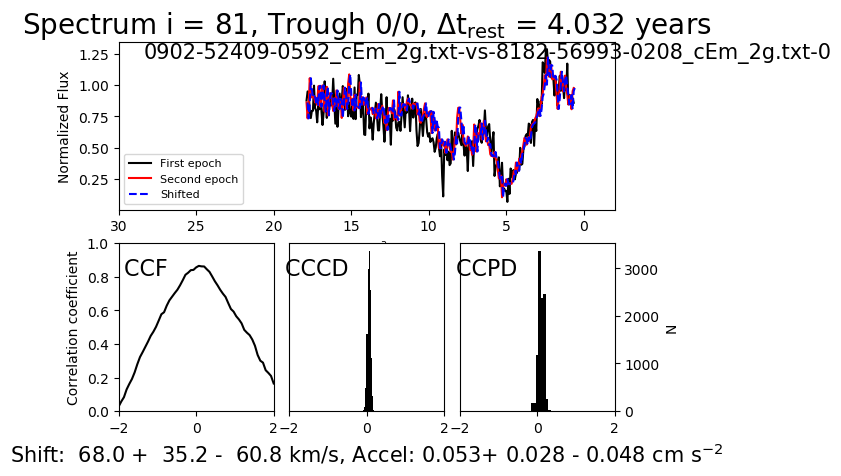 Spectrum i = 81, Trough 0/0, Δt_rest = 4.032 years
0902-52409-0592_cEm_2g.txt-vs-8182-56993-0208_cEm_2g.txt-0
Normalized Flux
1.25
1.00
0.75
0.50
0.25
First epoch
Second epoch
Shifted
30 25 20 15 10 5 0
CCF
CCCD
CCPD
Correlation coefficient
1.0
0.8
0.6
0.4
0.2
0.0
3000
2000
1000
0
N
−2 0 2
−2 0 2
−2 0 2
Shift: 68.0 + 35.2 - 60.8 km/s, Accel: 0.053+ 0.028 - 0.048 cm s⁻²